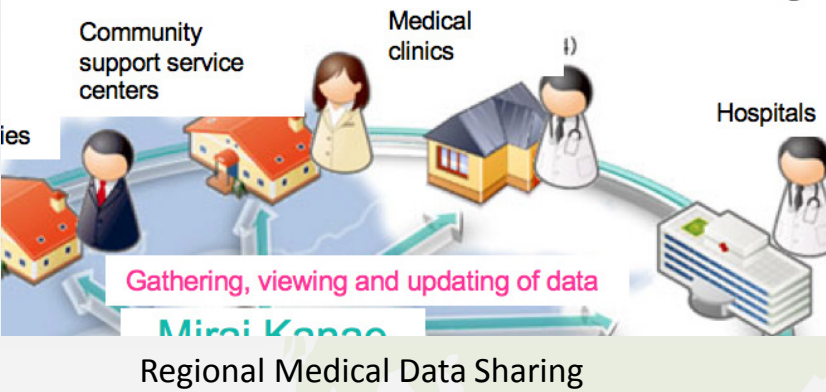 Community
support service
centers
Medical
clinics
Hospitals
ies
Gathering, viewing and updating of data
Mirai Kanae
Regional Medical Data Sharing